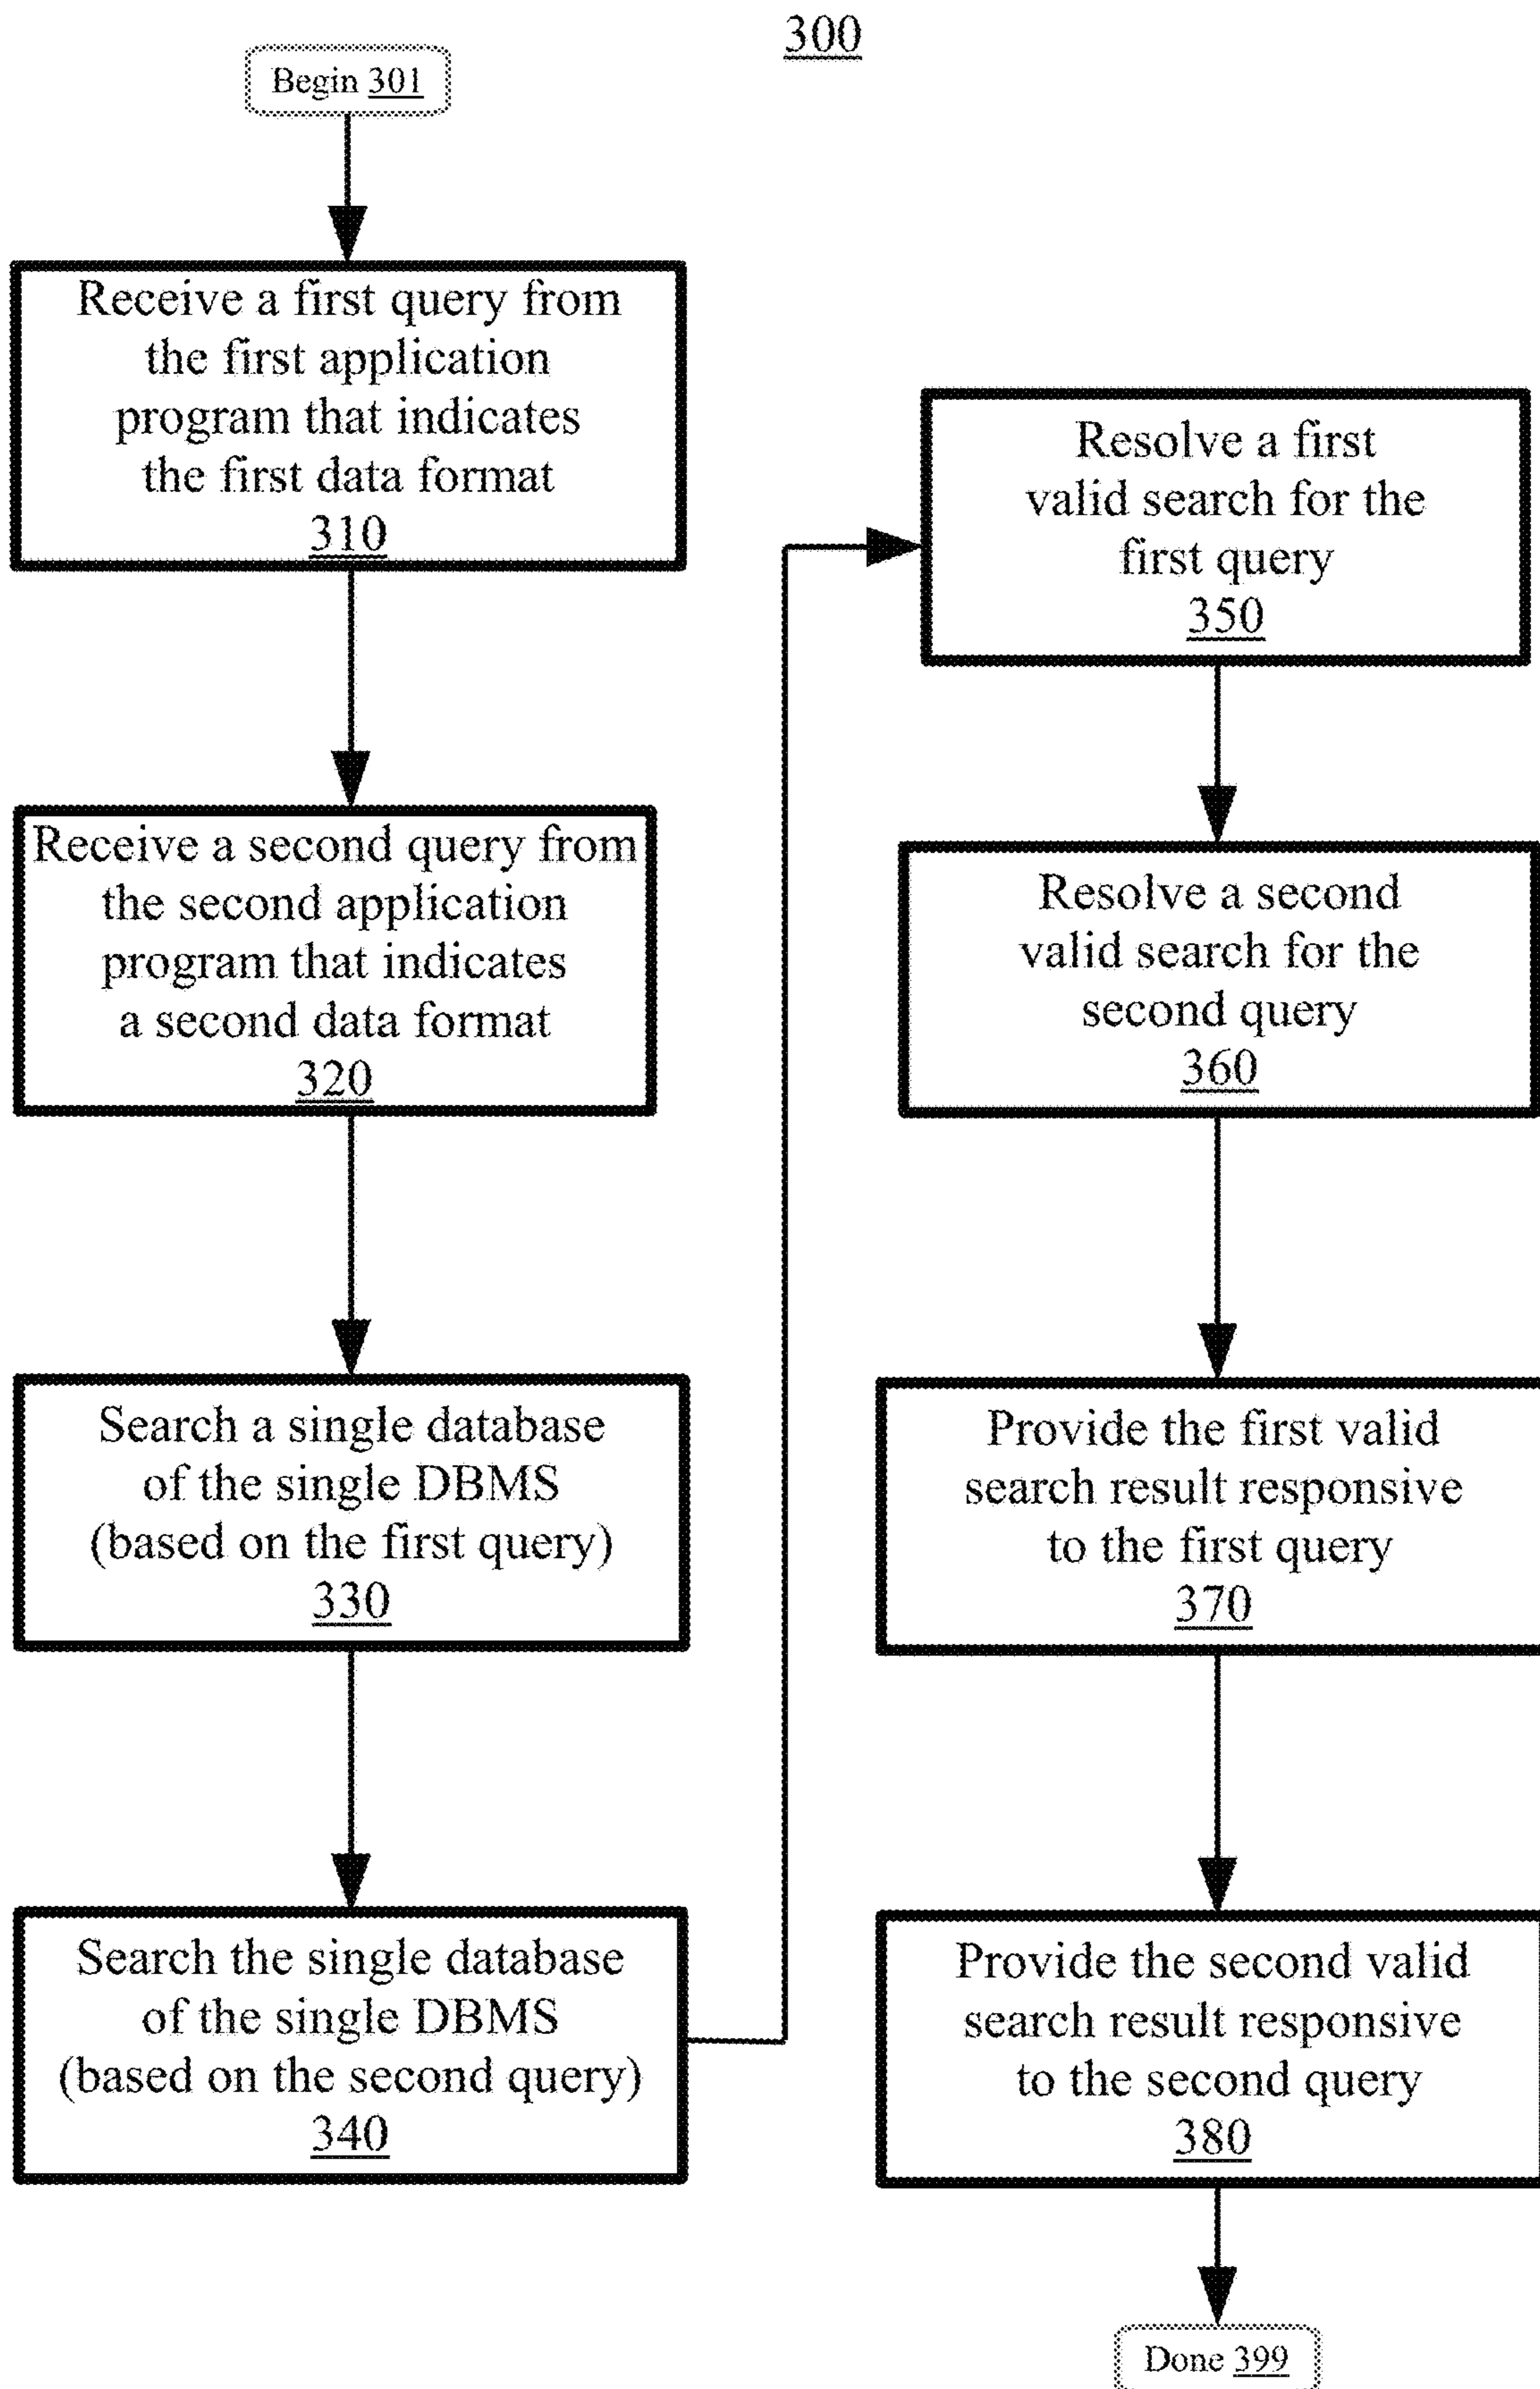 300
Begin 301
Receive a first query from
the first application
program that indicates
the first data format
310
Receive a second query from
the second application
program that indicates
a second data format
320
Search a single database
of the single DBMS
(based on the first query)
330
Search the single database
of the single DBMS
(based on the second query)
340
Resolve a first
valid search for the
first query
350
Resolve a second
valid search for the
second query
360
Provide the first valid
search result responsive
to the first query
370
Provide the second valid
search result responsive
to the second query
380
Done 399